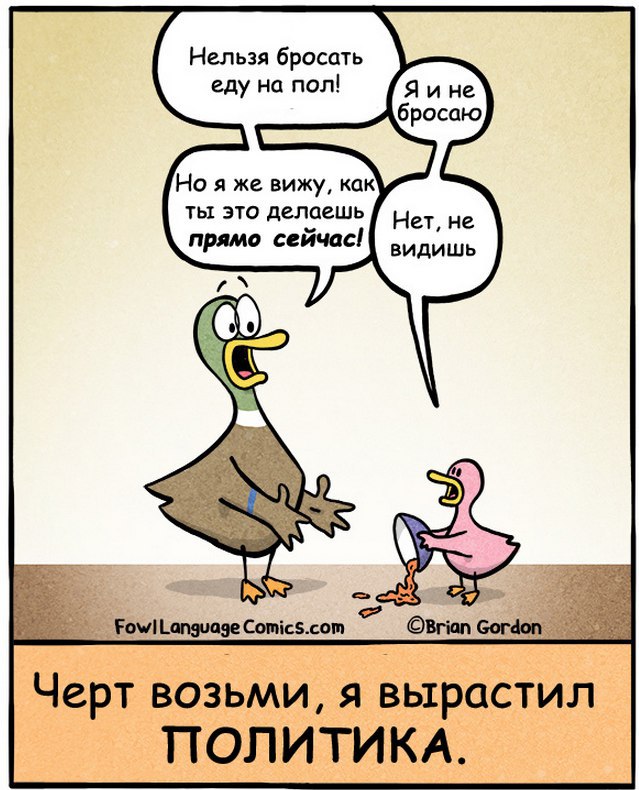 Нельзя бросать
еду на пол!
Я и не
бросаю
Но я же вижу, как
ты это делаешь
прямо сейчас!
Нет, не
видишь
FowlLanguageComics.com
©Brian Gordon
Черт возьми, я вырастил
ПОЛИТИКА.